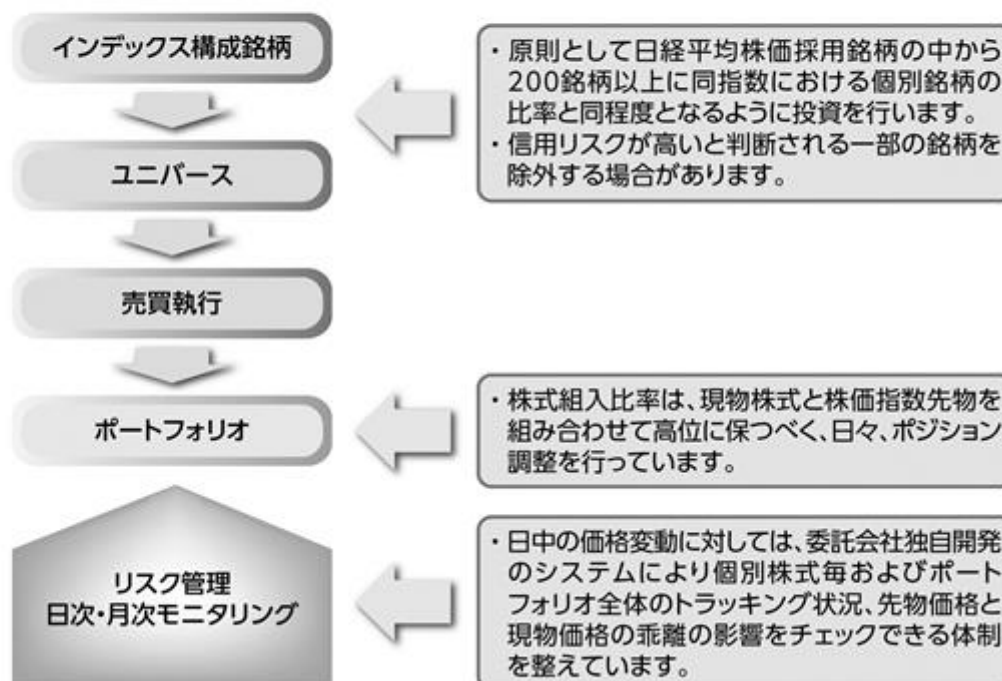 インデックス構成銘柄
・原則として日経平均株価採用銘柄の中から
200銘柄以上に同指数における個別銘柄の
比率と同程度となるように投資を行います。
・信用リスクが高いと判断される一部の銘柄を
除外する場合があります。
ユニバース
売買執行
ポートフォリオ
・株式組入比率は、現物株式と株価指数先物を
組み合わせて高位に保つべく、日々、ポジション
調整を行っています。
リスク管理
日次・月次モニタリング
・日中の価格変動に対しては、委託会社独自開発
のシステムにより個別株式毎およびポート
フォリオ全体のトラッキング状況、先物価格と
現物価格の乖離の影響をチェックできる体制
を整えています。